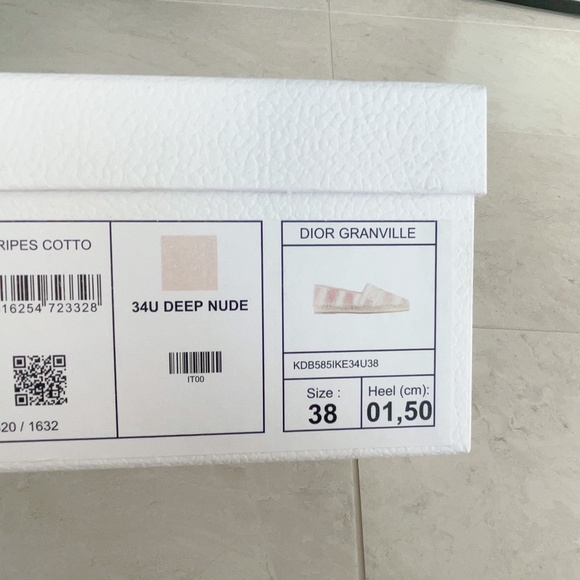 RIPES COTTO
16254 723328
20 / 1632
34U DEEP NUDE
IT00
DIOR GRANVILLE
KDB585IKE34U38
Size :
38
Heel (cm):
01,50